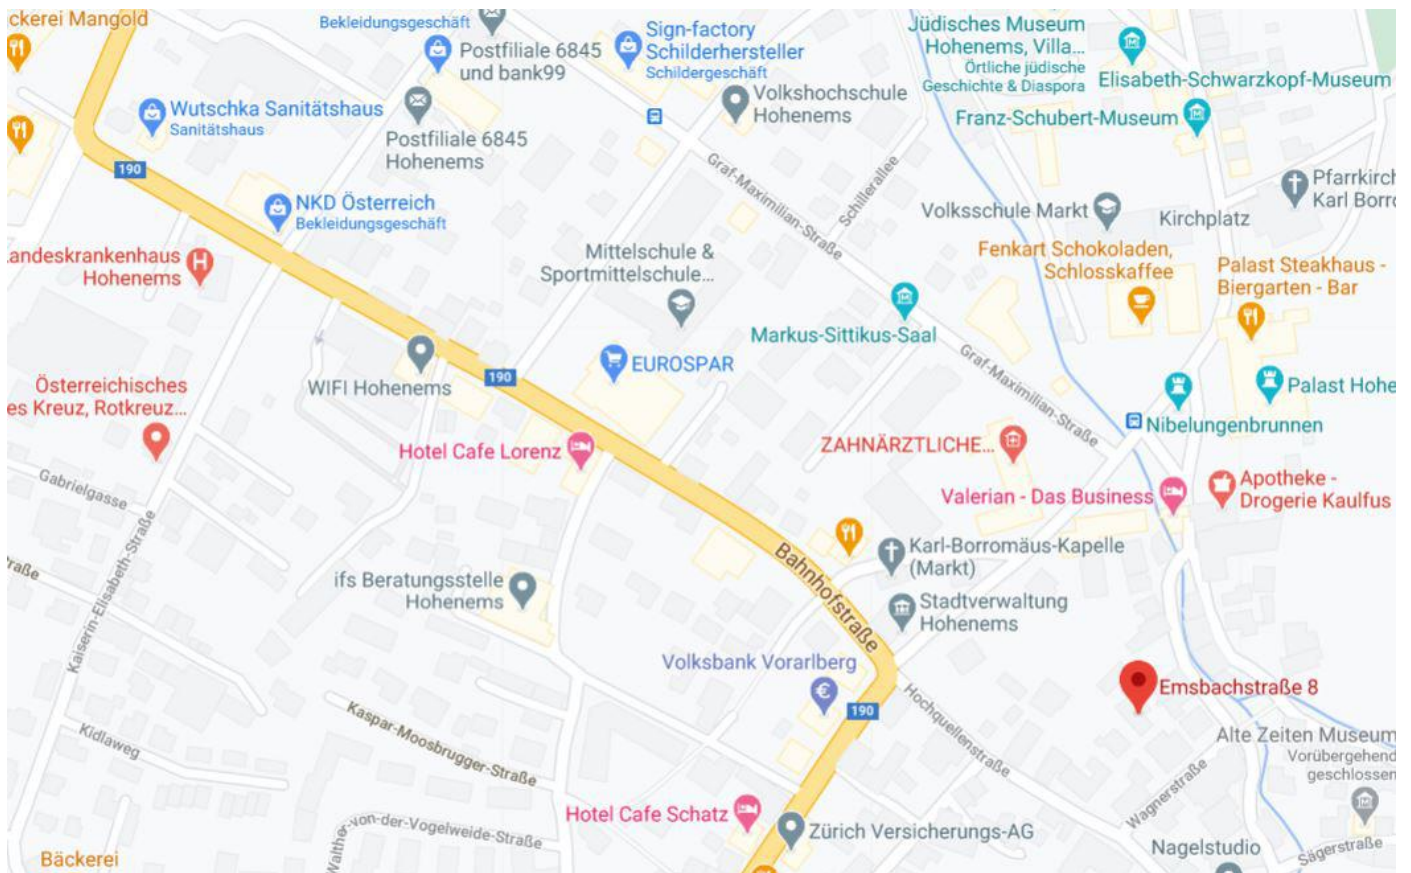 ckerei Mangold
Bekleidungsgeschäft
Postfiliale 6845
und bank99
Sign-factory
Schilderhersteller
Schildergeschäft
Jüdisches Museum
Hohenems, Villa...
Örtliche jüdische
Geschichte & Diaspora
Elisabeth-Schwarzkopf-Museum
Wutschka Sanitätshaus
Sanitätshaus
Volkshochschule
Hohenems
Franz-Schubert-Museum
Postfiliale 6845
Hohenems
190
Graf-Maximilian-Straße
Schillerallee
Pfarrkirch
Karl Borro
NKD Österreich
Bekleidungsgeschäft
Volksschule Markt
Kirchplatz
Landeskrankenhaus
Hohenems
Mittelschule &
Sportmittelschule...
Fenkart Schokoladen,
Schlosskaffee
Palast Steakhaus -
Biergarten - Bar
Markus-Sittikus-Saal
EUROSPAR
Graf-Maximilian-Straße
WIFI Hohenems
190
Österreichisches
es Kreuz, Rotkreuz...
Palast Hohe
Nibelungenbrunnen
Hotel Cafe Lorenz
ZAHNÄRZTLICHE...
Gabrielgasse
Valerian - Das Business
Apotheke -
Drogerie Kaulfus
Kaiserin-Elisabeth-Straße
raße
Bahnhofstraße
Karl-Borromäus-Kapelle
(Markt)
ifs Beratungsstelle
Hohenems
Stadtverwaltung
Hohenems
Volksbank Vorarlberg
190
Hochquellenstraße
Emsbachstraße 8
Kaspar-Moosbrugger-Straße
Kidlaweg
Alte Zeiten Museum
Vorübergehend
geschlossen
Wagnerstraße
Hotel Cafe Schatz
Zürich Versicherungs-AG
Walther-von-der-Vogelweide-Straße
Bäckerei
Nagelstudio
Sägerstraße